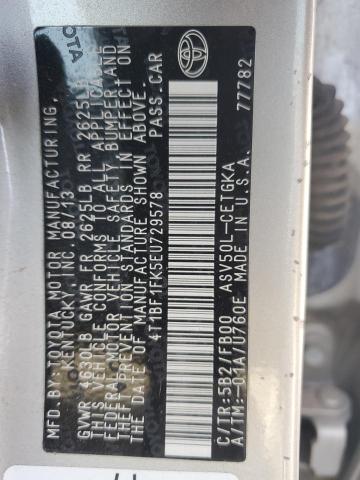 MFD. BY: TOYOTA MOTOR MANUFACTURING,
KENTUCKY, INC. 08/13
GVWR 4630LB GAWR FR 2625LB RR 2625LB
THIS VEHICLE CONFORMS TO ALL APPLICABLE
FEDERAL MOTOR VEHICLE SAFETY, BUMPER, AND
THEFT PREVENTION STANDARDS IN EFFECT ON
THE DATE OF MANUFACTURE SHOWN ABOVE.
4T1BF1FK5EU729578 PASS. CAR
C/TR:5B2A/FB00 ASV50L-CETGKA
A/TM:-01A/U760E MADE IN U.S.A. 77782